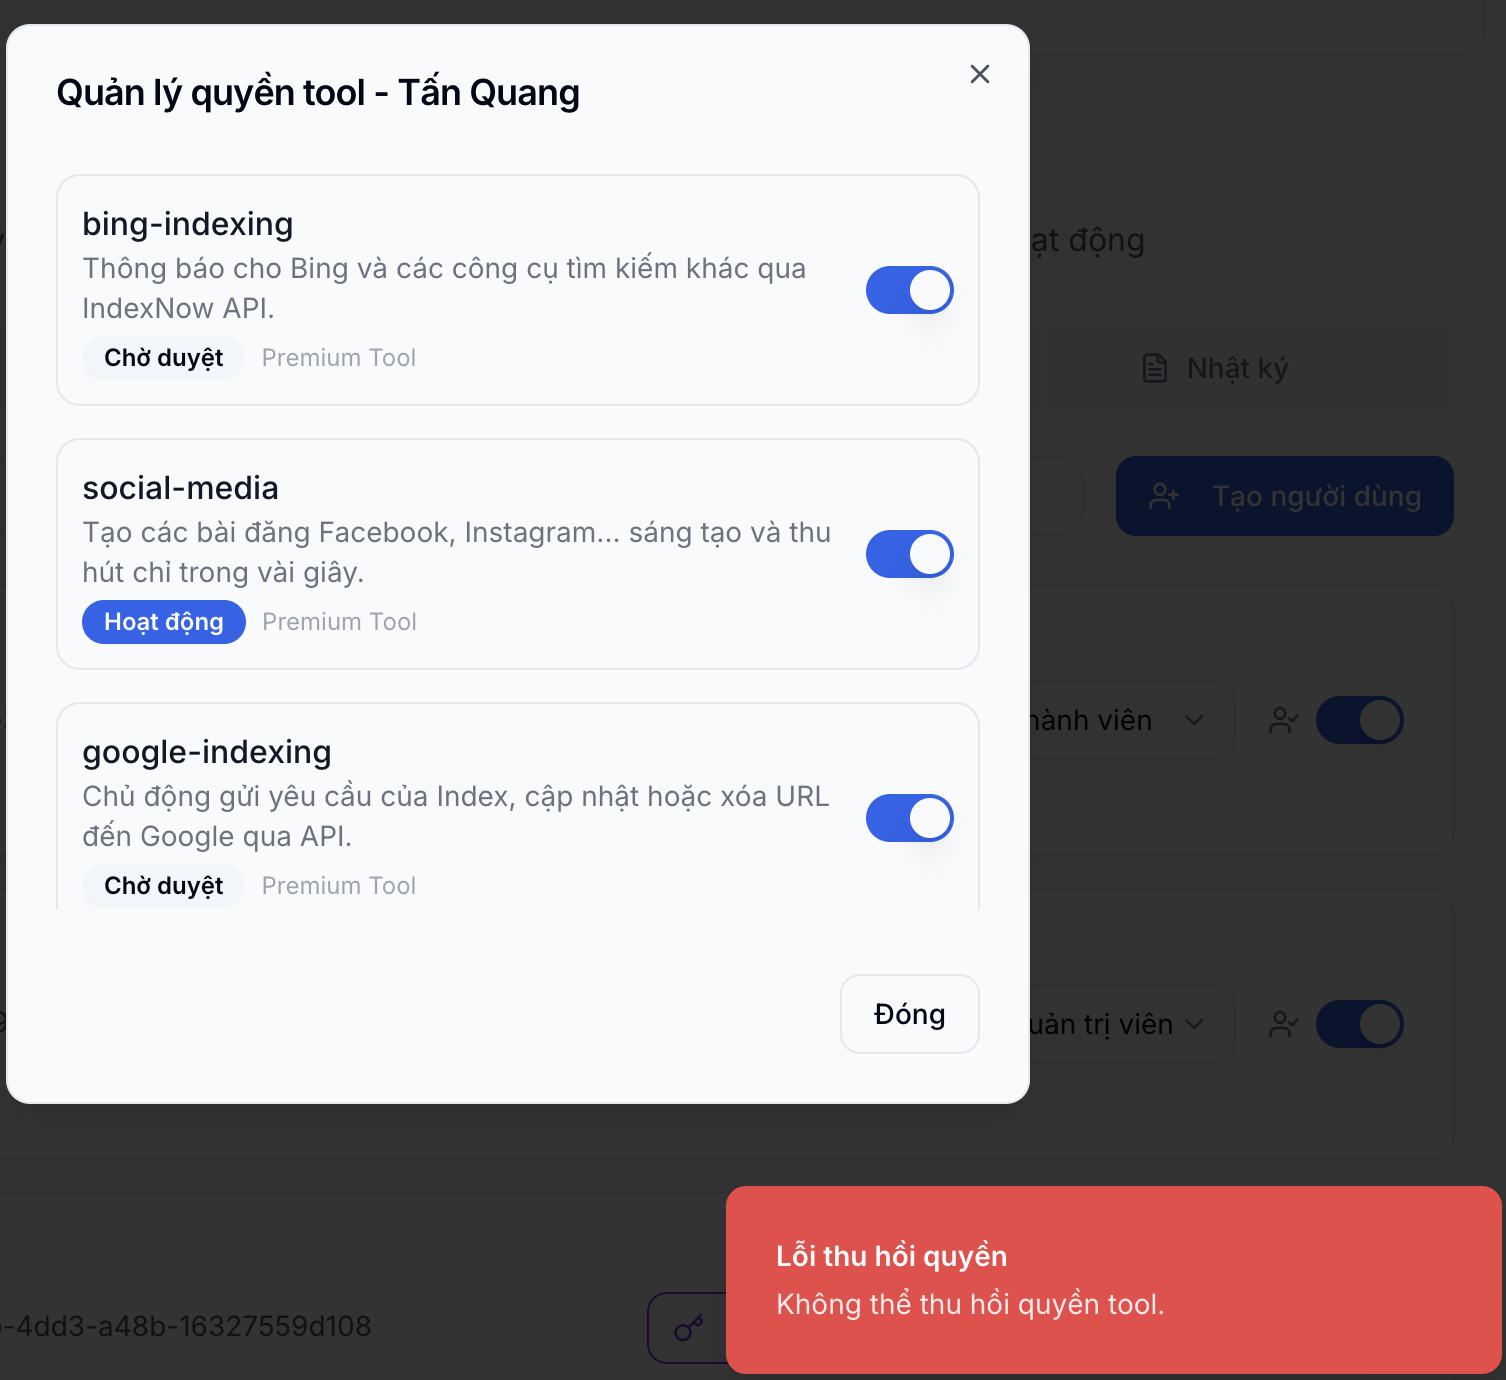 Quản lý quyền tool - Tấn Quang
bing-indexing
Thông báo cho Bing và các công cụ tìm kiếm khác qua
IndexNow API.
Chờ duyệt Premium Tool
social-media
Tạo các bài đăng Facebook, Instagram... sáng tạo và thu
hút chỉ trong vài giây.
Hoạt động Premium Tool
google-indexing
Chủ động gửi yêu cầu của Index, cập nhật hoặc xóa URL
đến Google qua API.
Chờ duyệt Premium Tool
Đóng
ạt động
Nhật ký
Tạo người dùng
hành viên
uản trị viên
-4dd3-a48b-16327559d108
Lỗi thu hồi quyền
Không thể thu hồi quyền tool.